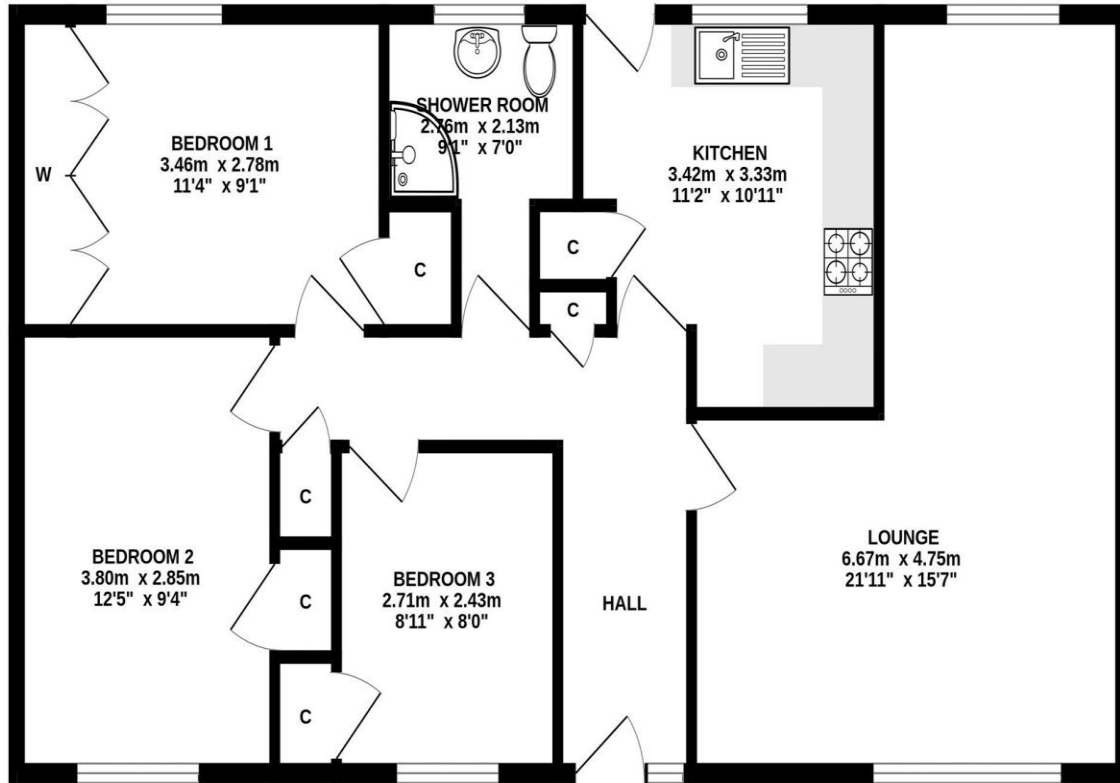 BEDROOM 1
3.46m x 2.78m
11'4" x 9'1"
W
SHOWER ROOM
2.76m x 2.13m
9'1" x 7'0"
KITCHEN
3.42m x 3.33m
11'2" x 10'11"
C
C
C
BEDROOM 2
3.80m x 2.85m
12'5" x 9'4"
C
C
C
BEDROOM 3
2.71m x 2.43m
8'11" x 8'0"
HALL
LOUNGE
6.67m x 4.75m
21'11" x 15'7"